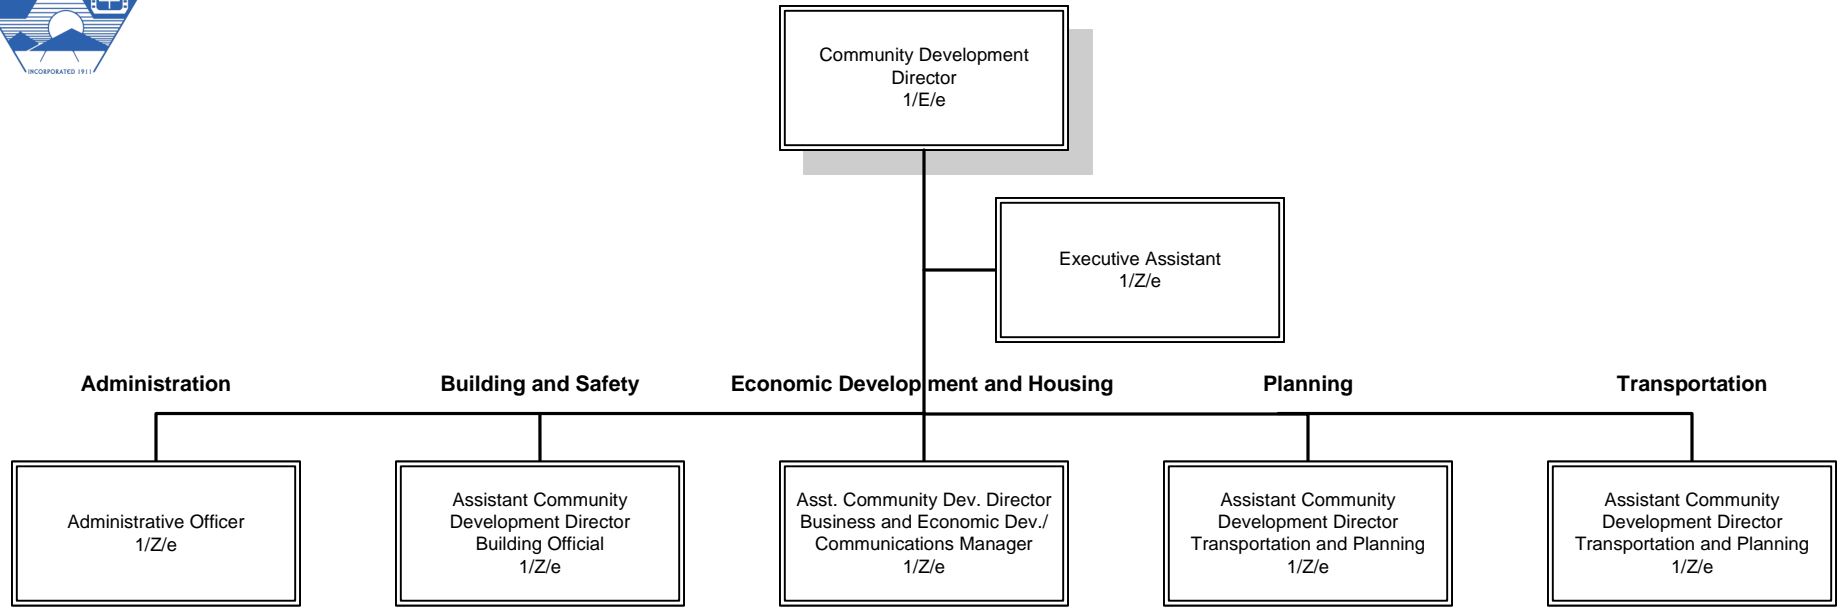 INCORPORATED 1911
Community Development
Director
1/E/e
Executive Assistant
1/Z/e
Administration
Building and Safety
Economic Development and Housing
Planning
Transportation
Administrative Officer
1/Z/e
Assistant Community
Development Director
Building Official
1/Z/e
Asst. Community Dev. Director
Business and Economic Dev./
Communications Manager
1/Z/e
Assistant Community
Development Director
Transportation and Planning
1/Z/e
Assistant Community
Development Director
Transportation and Planning
1/Z/e